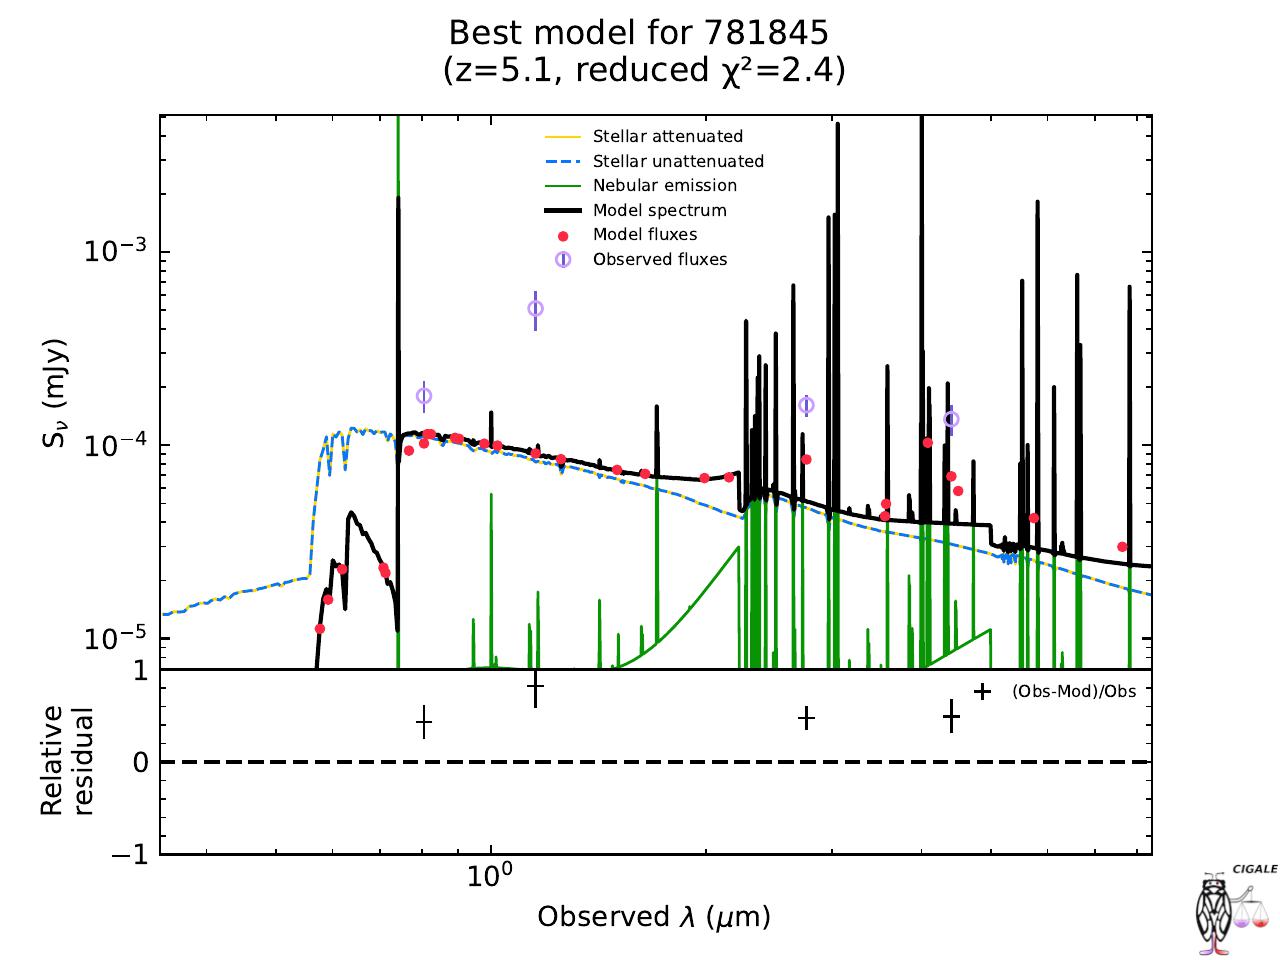 Best model for 781845
(z=5.1, reduced χ²=2.4)
Stellar attenuated
Stellar unattenuated
Nebular emission
Model spectrum
Model fluxes
Observed fluxes
10⁻³
10⁻⁴
10⁻⁵
S𝜈 (mJy)
1
0
−1
Relative
residual
(Obs-Mod)/Obs
10⁰
Observed λ (μm)
CIGALE